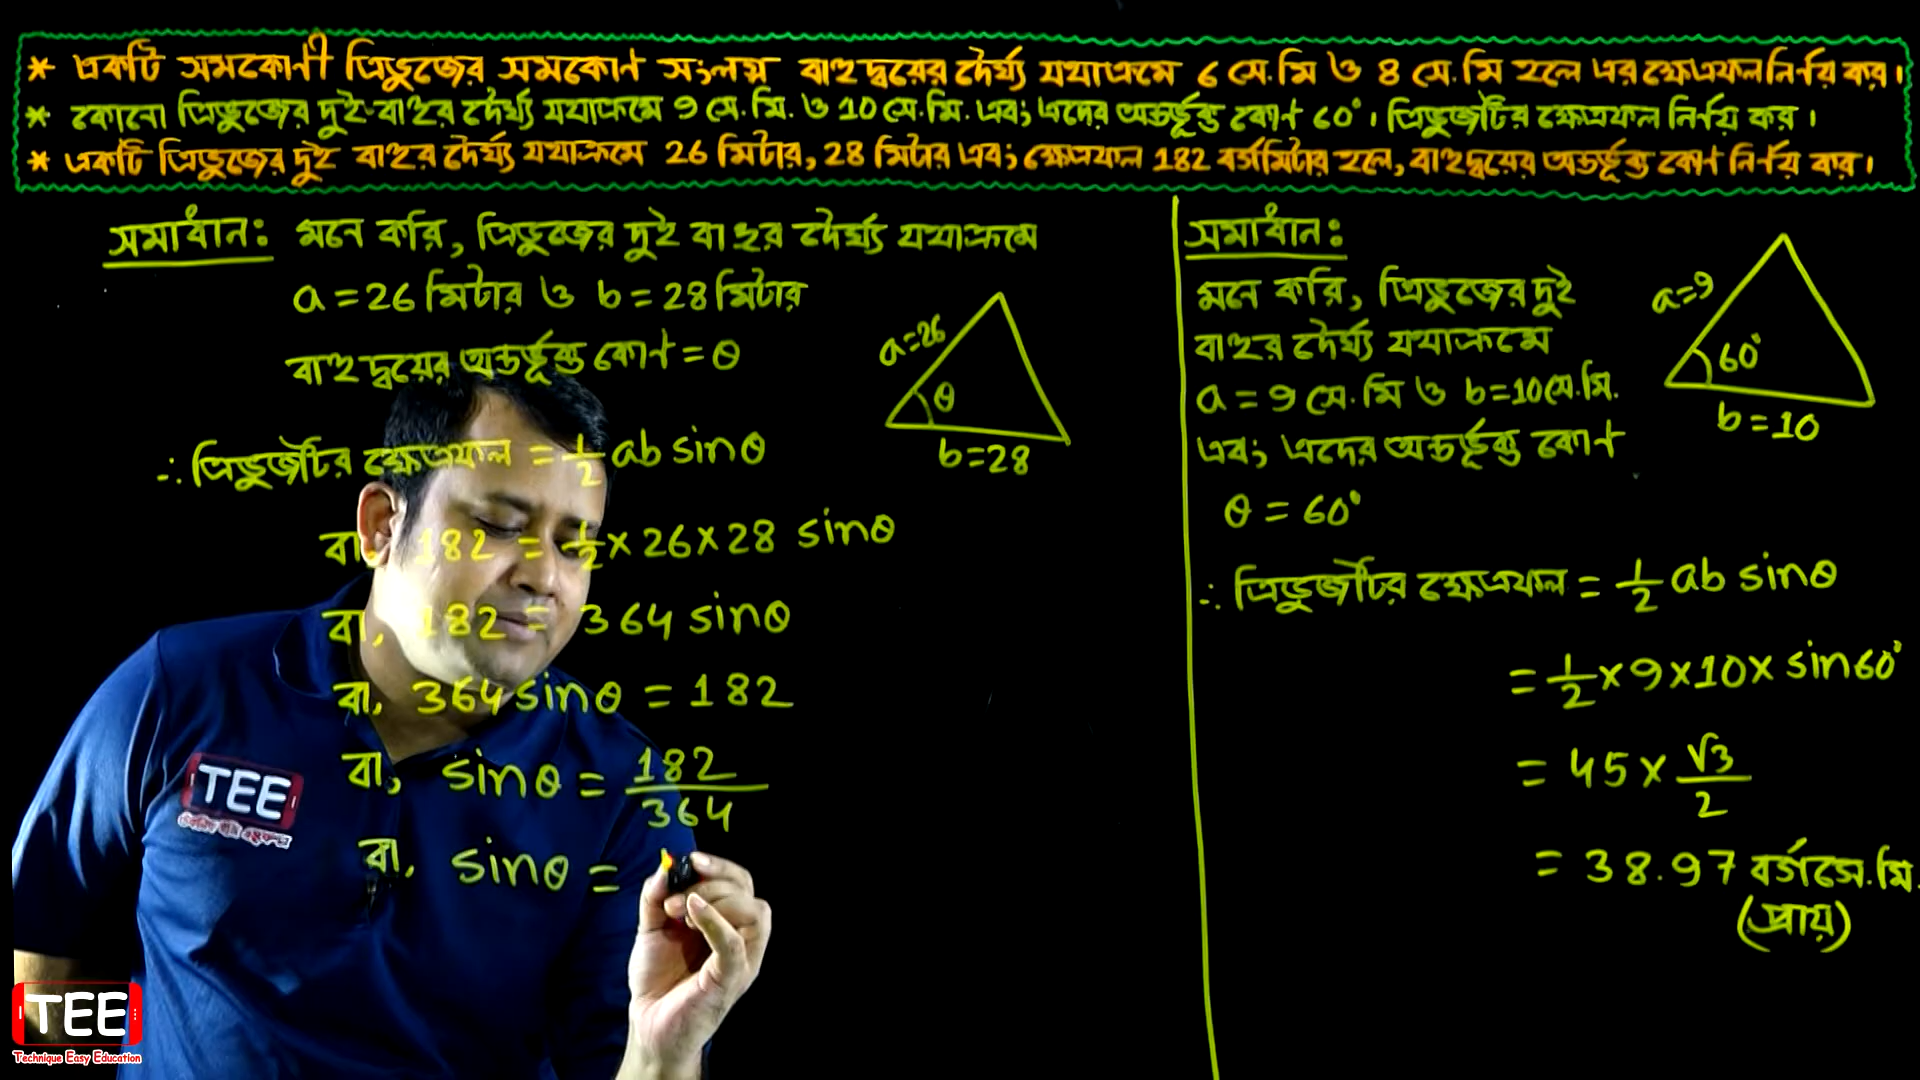 * একটি সমকোণী ত্রিভুজের সমকোণ সংলগ্ন বাহুদ্বয়ের দৈর্ঘ্য যথাক্রমে 6 সে.মি ও 8 সে.মি হলে এর ক্ষেত্রফল নির্ণয় কর।
* কোনো ত্রিভুজের দুই-বাহুর দৈর্ঘ্য যথাক্রমে 9 সে.মি. ও 10 সে.মি. এবং এদের অন্তর্ভূক্ত কোণ 60°। ত্রিভুজটির ক্ষেত্রফল নির্ণয় কর।
* একটি ত্রিভুজের দুই বাহুর দৈর্ঘ্য যথাক্রমে 26 মিটার, 28 মিটার এবং ক্ষেত্রফল 182 বর্গমিটার হলে, বাহুদ্বয়ের অন্তর্ভূক্ত কোণ নির্ণয় কর।
সমাধান: মনে করি, ত্রিভুজের দুই বাহুর দৈর্ঘ্য যথাক্রমে
a = 26 মিটার ও b = 28 মিটার
বাহুদ্বয়ের অন্তর্ভূক্ত কোণ = θ
a=26
θ
b=28
∴ ত্রিভুজটির ক্ষেত্রফল = 1/2 ab sinθ
বা, 182 = 1/2 × 26 × 28 sinθ
বা, 182 = 364 sinθ
বা, 364 sinθ = 182
বা, sinθ = 182/364
বা, sinθ =
সমাধান:
মনে করি, ত্রিভুজের দুই
বাহুর দৈর্ঘ্য যথাক্রমে
a = 9 সে.মি ও b=10 সে.মি.
এবং এদের অন্তর্ভূক্ত কোণ
θ = 60°
a=9
60°
b=10
∴ ত্রিভুজটির ক্ষেত্রফল = 1/2 ab sinθ
= 1/2 × 9 × 10 × sin60°
= 45 × √3/2
= 38.97 বর্গসে.মি.
(প্রায়)
TEE
TEE
Technique Easy Education